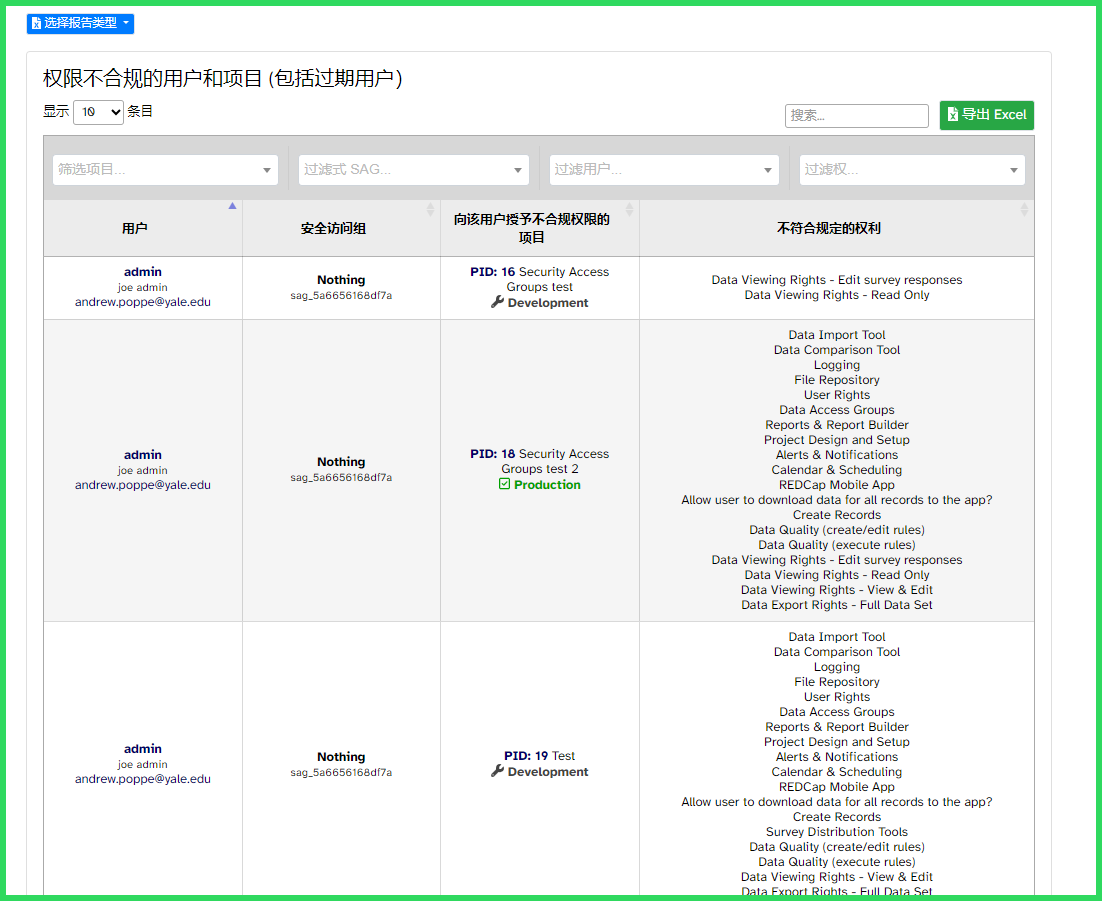 选择报告类型
权限不合规的用户和项目 (包括过期用户)
显示 10 条目
搜索...
导出 Excel
筛选项目...
过滤式 SAG...
过滤用户...
过滤权...
用户
安全访问组
向该用户授予不合规权限的
项目
不符合规定的权利
admin
joe admin
andrew.poppe@yale.edu
Nothing
sag_5a6656168df7a
PID: 16 Security Access
Groups test
Development
Data Viewing Rights - Edit survey responses
Data Viewing Rights - Read Only
admin
joe admin
andrew.poppe@yale.edu
Nothing
sag_5a6656168df7a
PID: 18 Security Access
Groups test 2
Production
Data Import Tool
Data Comparison Tool
Logging
File Repository
User Rights
Data Access Groups
Reports & Report Builder
Project Design and Setup
Alerts & Notifications
Calendar & Scheduling
REDCap Mobile App
Allow user to download data for all records to the app?
Create Records
Data Quality (create/edit rules)
Data Quality (execute rules)
Data Viewing Rights - Edit survey responses
Data Viewing Rights - Read Only
Data Viewing Rights - View & Edit
Data Export Rights - Full Data Set
admin
joe admin
andrew.poppe@yale.edu
Nothing
sag_5a6656168df7a
PID: 19 Test
Development
Data Import Tool
Data Comparison Tool
Logging
File Repository
User Rights
Data Access Groups
Reports & Report Builder
Project Design and Setup
Alerts & Notifications
Calendar & Scheduling
REDCap Mobile App
Allow user to download data for all records to the app?
Create Records
Survey Distribution Tools
Data Quality (create/edit rules)
Data Quality (execute rules)
Data Viewing Rights - View & Edit
Data Export Rights - Full Data Set